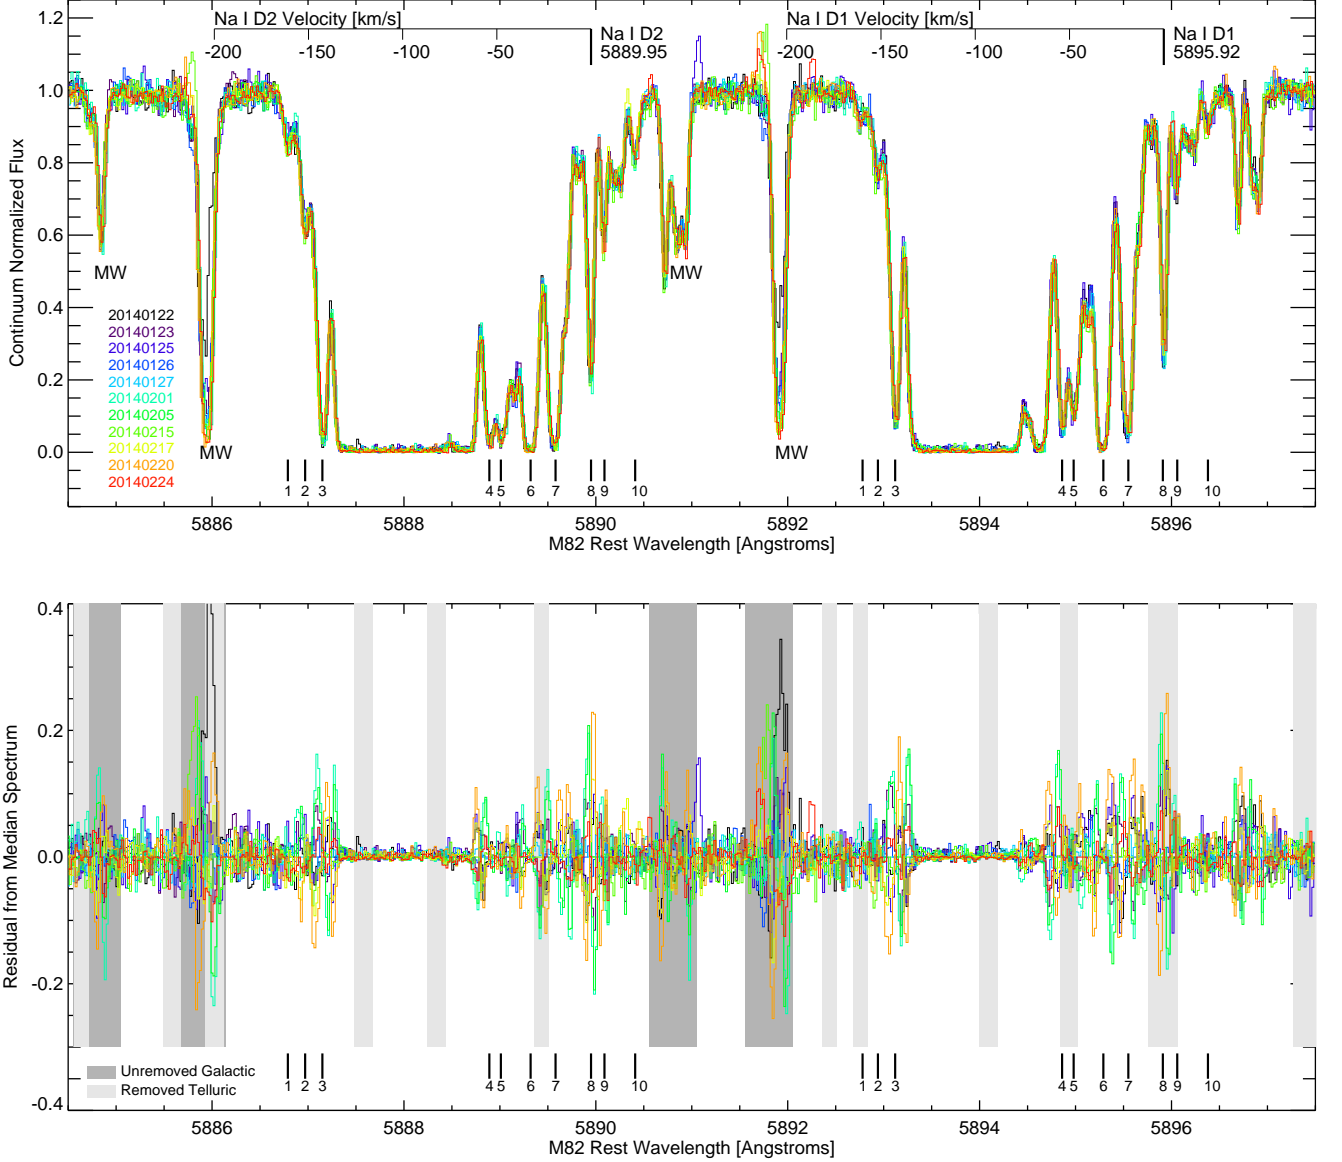 Na I D2 Velocity [km/s]
-200 -150 -100 -50
Na I D2
5889.95
Na I D1 Velocity [km/s]
-200 -150 -100 -50
Na I D1
5895.92
1.2
1.0
0.8
0.6
0.4
0.2
0.0
Continuum Normalized Flux
MW
MW
MW
MW
20140122
20140123
20140125
20140126
20140127
20140201
20140205
20140215
20140217
20140220
20140224
1 2 3 4 5 6 7 8 9 10
1 2 3 4 5 6 7 8 9 10
5886 5888 5890 5892 5894 5896
M82 Rest Wavelength [Angstroms]
0.4
0.2
0.0
-0.2
-0.4
Residual from Median Spectrum
Unremoved Galactic
Removed Telluric
1 2 3 4 5 6 7 8 9 10
1 2 3 4 5 6 7 8 9 10
5886 5888 5890 5892 5894 5896
M82 Rest Wavelength [Angstroms]